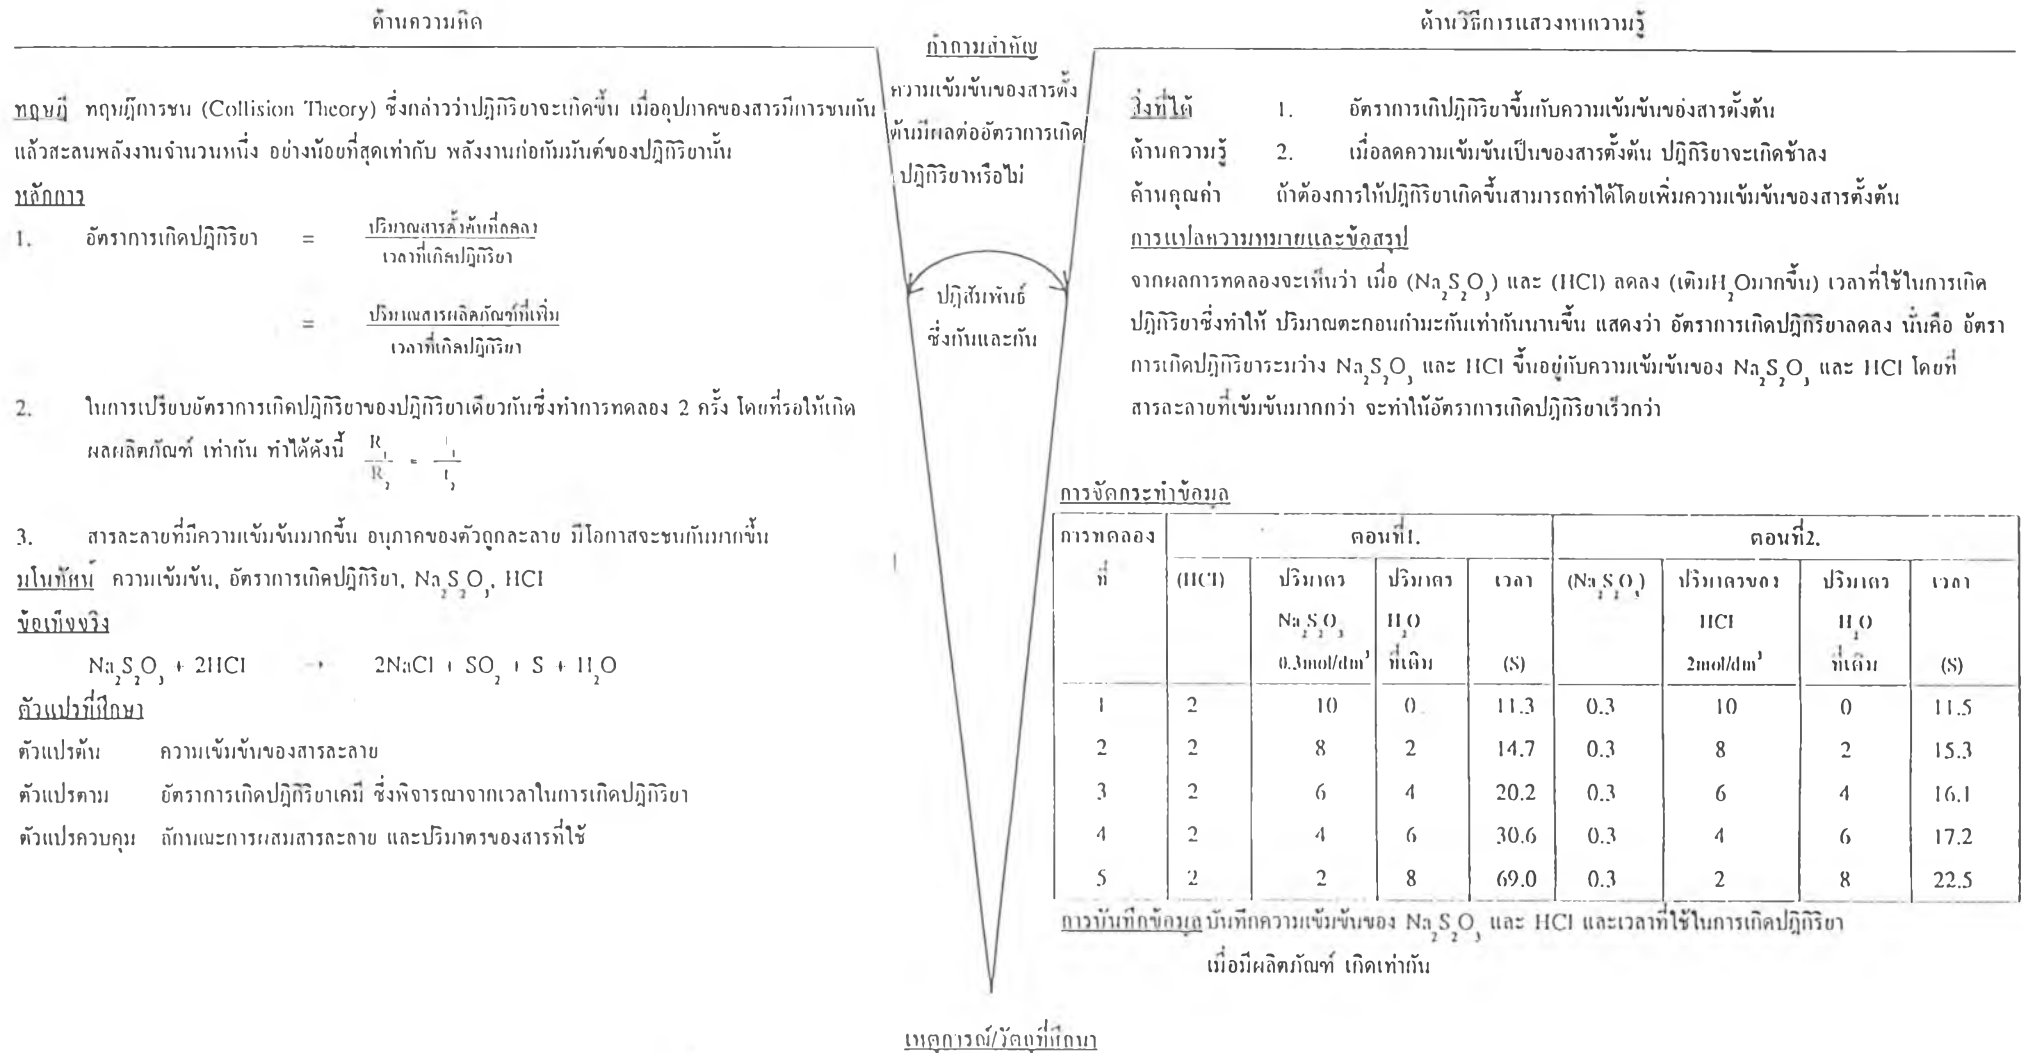 ด้านความคิด
ทฤษฎี ทฤษฎีการชน (Collision Theory) ซึ่งกล่าวว่าปฏิกิริยาจะเกิดขึ้น เมื่ออุปภาคของสารมีการชนกัน
แล้วสะสนพลังงานจำนวนหนึ่ง อย่างน้อยที่สุดเท่ากับ พลังงานก่อกัมมันต์ของปฏิกิริยานั้น
หลักการ
1. อัตราการเกิดปฏิกิริยา = ปริมาณสารตั้งต้นที่ลดลง
เวลาที่เกิดปฏิกิริยา
= ปริมาณสารผลิตภัณฑ์ที่เพิ่ม
เวลาที่เกิดปฏิกิริยา
2. ในการเปรียบอัตราการเกิดปฏิกิริยาของปฏิกิริยาเดียวกันซึ่งทำการทดลอง 2 ครั้ง โดยที่รอให้เกิด
ผลผลิตภัณฑ์ เท่ากัน ทำได้ดังนี้
3. สารละลายที่มีความเข้มข้นมากขึ้น อนุภาคของตัวถูกละลาย มีโอกาสจะชนกันมากขึ้น
มโนทัศน์ ความเข้มข้น, อัตราการเกิดปฏิกิริยา, Na₂S₂O₃, HCl
ข้อเท็จจริง
Na₂S₂O₃ + 2HCl → 2NaCl + SO₂ + S + H₂O
ตัวแปรที่ศึกษา
ตัวแปรต้น ความเข้มข้นของสารละลาย
ตัวแปรตาม อัตราการเกิดปฏิกิริยาเคมี ซึ่งพิจารณาจากเวลาในการเกิดปฏิกิริยา
ตัวแปรควบคุม ลักษณะการผสมสารละลาย และปริมาตรของสารที่ใช้
คำถามสำคัญ
ความเข้มข้นของสารตั้ง
ต้นมีผลต่ออัตราการเกิด
ปฏิกิริยาหรือไม่
ปฏิสัมพันธ์
ซึ่งกันและกัน
ด้านวิธีการแสวงหาความรู้
สิ่งที่ได้ 1. อัตราการเกิปฏิกิริยาขึ้นกับความเข้มข้นของสารตั้งต้น
ด้านความรู้ 2. เมื่อลดความเข้มข้นเป็นของสารตั้งต้น ปฏิกิริยาจะเกิดช้าลง
ด้านคุณค่า ถ้าต้องการให้ปฏิกิริยาเกิดขึ้นสามารถทำได้โดยเพิ่มความเข้มข้นของสารตั้งต้น
การแปลความหมายและข้อสรุป
จากผลการทดลองจะเห็นว่า เมื่อ (Na₂S₂O₃) และ (HCl) ลดลง (เติมH₂Oมากขึ้น) เวลาที่ใช้ในการเกิด
ปฏิกิริยาซึ่งทำให้ ปริมาณตะกอนกำมะกันเท่ากันนานขึ้น แสดงว่า อัตราการเกิดปฏิกิริยาลดลง นั่นคือ อัตรา
การเกิดปฏิกิริยาระหว่าง Na₂S₂O₃ และ HCl ขึ้นอยู่กับความเข้มข้นของ Na₂S₂O₃ และ HCl โดยที่
สารละลายที่เข้มข้นมากกว่า จะทำให้อัตราการเกิดปฏิกิริยาเร็วกว่า
การจัดกระทำข้อมูล
การทดลอง ตอนที่1. ตอนที่2.
ที่ (HCl) ปริมาตร ปริมาตร เวลา (Na₂S₂O₃) ปริมาตรของ ปริมาตร เวลา
Na₂S₂O₃ H₂O HCl H₂O
0.3mol/dm³ ที่เติม (S) 2mol/dm³ ที่เติม (S)
1 2 10 0 11.3 0.3 10 0 11.5
2 2 8 2 14.7 0.3 8 2 15.3
3 2 6 4 20.2 0.3 6 4 16.1
4 2 4 6 30.6 0.3 4 6 17.2
5 2 2 8 69.0 0.3 2 8 22.5
การบันทึกข้อมูล บันทึกความเข้มข้นของ Na₂S₂O₃ และ HCl และเวลาที่ใช้ในการเกิดปฏิกิริยา
เมื่อมีผลิตภัณฑ์ เกิดเท่ากัน
เหตุการณ์/วัตถุที่ศึกษา